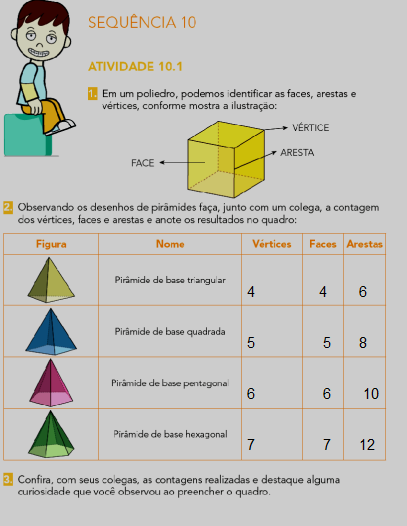 SEQUÊNCIA 10
ATIVIDADE 10.1
1. Em um poliedro, podemos identificar as faces, arestas e
vértices, conforme mostra a ilustração:
VÉRTICE
ARESTA
FACE
2. Observando os desenhos de pirâmides faça, junto com um colega, a contagem
dos vértices, faces e arestas e anote os resultados no quadro:
Figura Nome Vértices Faces Arestas
Pirâmide de base triangular 4 4 6
Pirâmide de base quadrada 5 5 8
Pirâmide de base pentagonal 6 6 10
Pirâmide de base hexagonal 7 7 12
3. Confira, com seus colegas, as contagens realizadas e destaque alguma
curiosidade que você observou ao preencher o quadro.